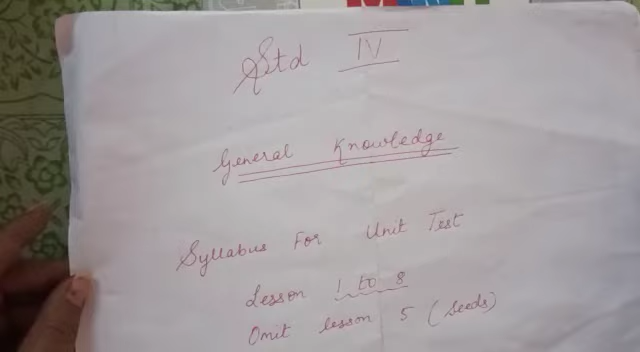 Std IV
General Knowledge
Syllabus For Unit Test
Lesson 1 to 8
Omit lesson 5 (Seeds)